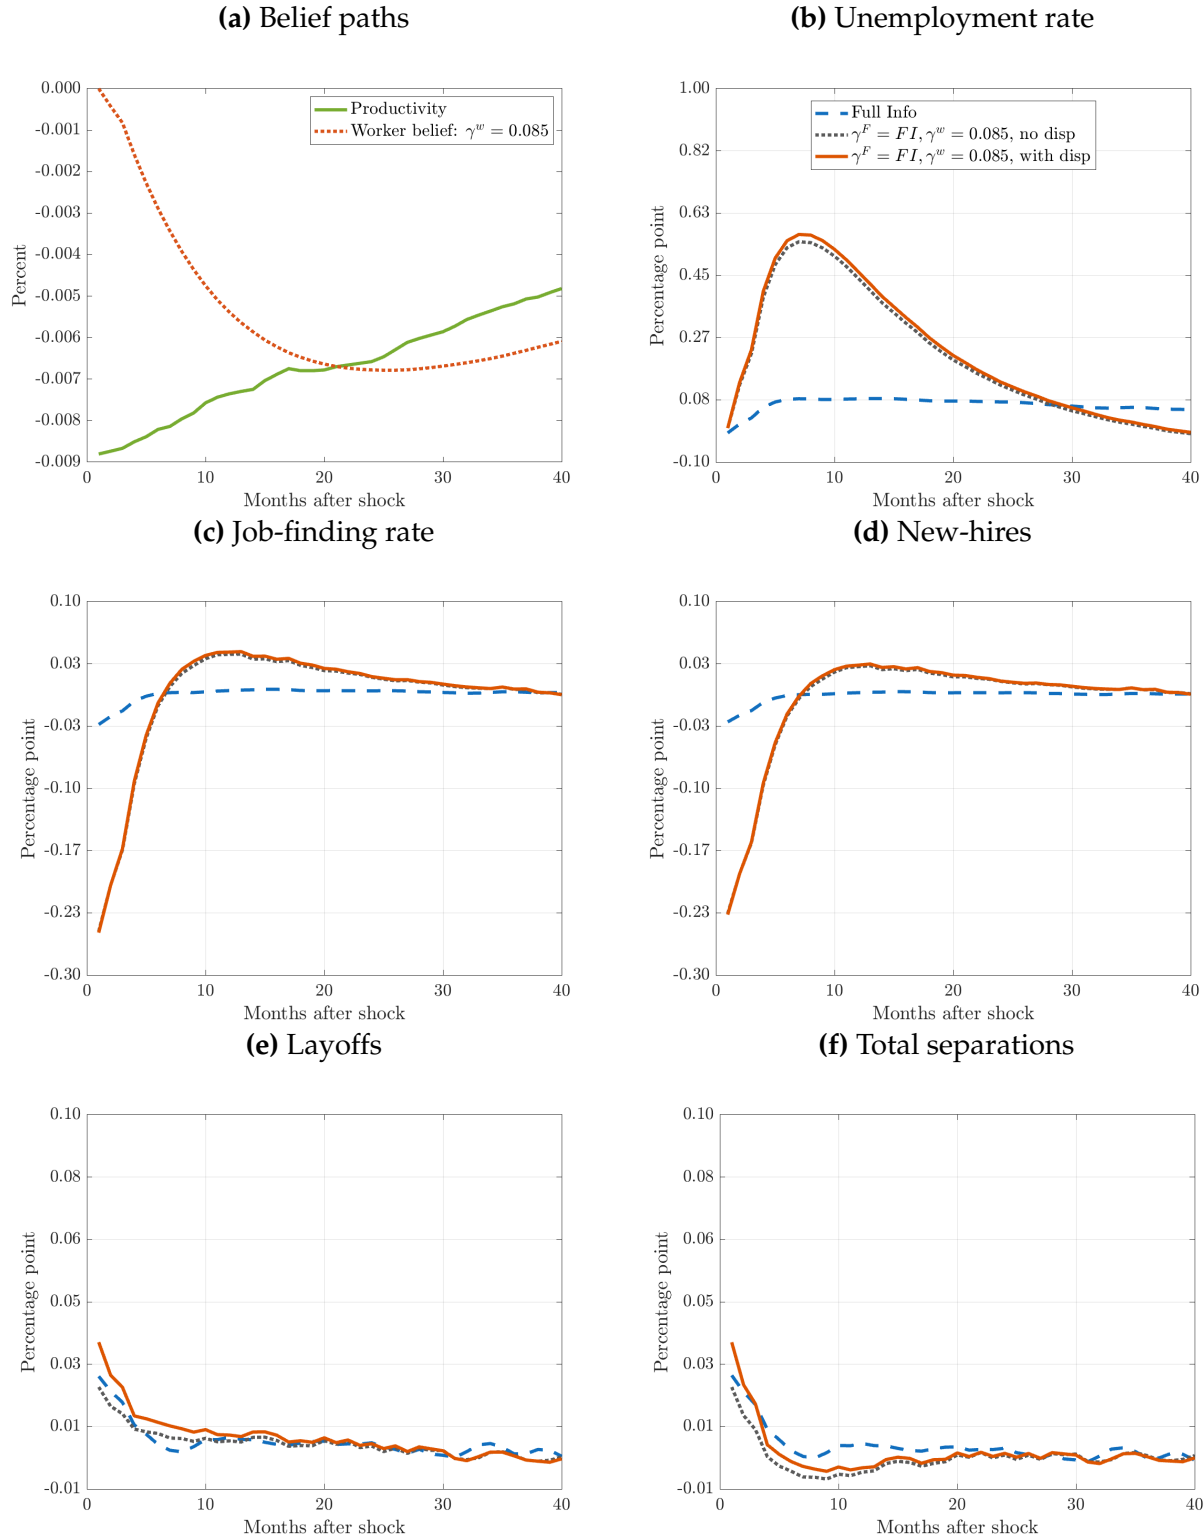 (a) Belief paths
0.000
-0.001
-0.002
-0.003
-0.004
-0.005
-0.006
-0.007
-0.008
-0.009
Percent
Productivity
Worker belief: γ^w = 0.085
0 10 20 30 40
Months after shock
(b) Unemployment rate
1.00
0.82
0.63
0.45
0.27
0.08
-0.10
Percentage point
Full Info
γ^F = FI, γ^w = 0.085, no disp
γ^F = FI, γ^w = 0.085, with disp
0 10 20 30 40
Months after shock
(c) Job-finding rate
0.10
0.03
-0.03
-0.10
-0.17
-0.23
-0.30
Percentage point
0 10 20 30 40
Months after shock
(d) New-hires
0.10
0.03
-0.03
-0.10
-0.17
-0.23
-0.30
Percentage point
0 10 20 30 40
Months after shock
(e) Layoffs
0.10
0.08
0.06
0.05
0.03
0.01
-0.01
Percentage point
0 10 20 30 40
Months after shock
(f) Total separations
0.10
0.08
0.06
0.05
0.03
0.01
-0.01
Percentage point
0 10 20 30 40
Months after shock